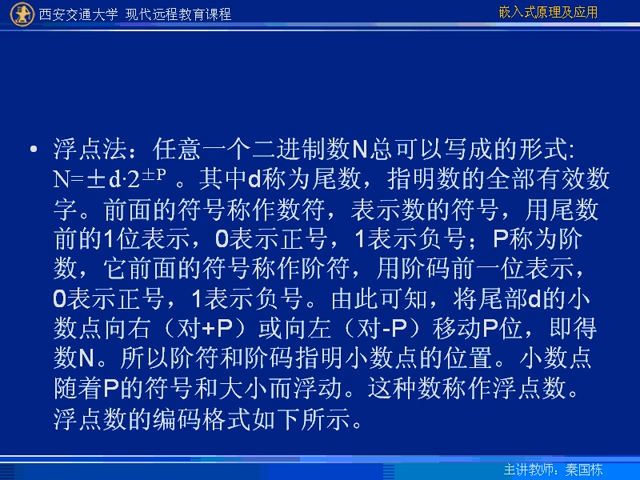 西安交通大学 现代远程教育课程
嵌入式原理及应用
• 浮点法：任意一个二进制数N总可以写成的形式:
N=±d·2±P 。其中d称为尾数，指明数的全部有效数
字。前面的符号称作数符，表示数的符号，用尾数
前的1位表示，0表示正号，1表示负号；P称为阶
数，它前面的符号称作阶符，用阶码前一位表示，
0表示正号，1表示负号。由此可知，将尾部d的小
数点向右（对+P）或向左（对-P）移动P位，即得
数N。所以阶符和阶码指明小数点的位置。小数点
随着P的符号和大小而浮动。这种数称作浮点数。
浮点数的编码格式如下所示。
主讲教师：秦国栋